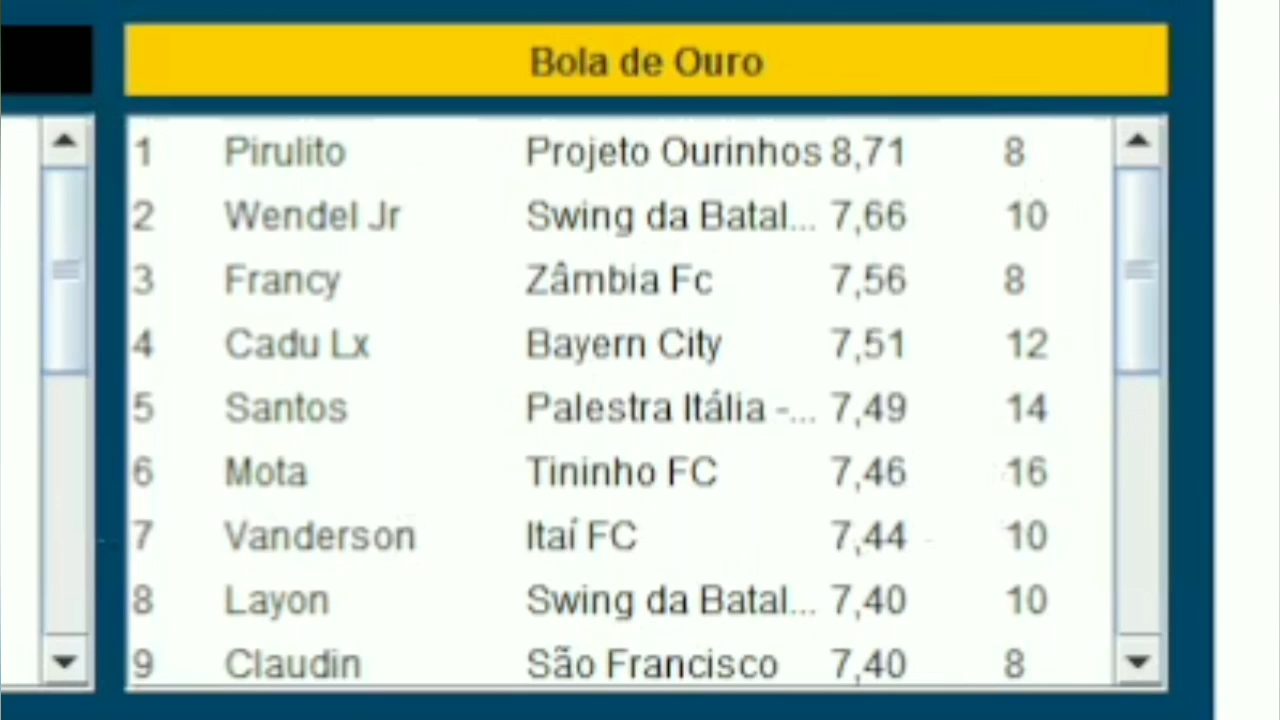 Bola de Ouro
1 Pirulito Projeto Ourinhos 8,71 8
2 Wendel Jr Swing da Batal... 7,66 10
3 Francy Zâmbia Fc 7,56 8
4 Cadu Lx Bayern City 7,51 12
5 Santos Palestra Itália -... 7,49 14
6 Mota Tininho FC 7,46 16
7 Vanderson Itaí FC 7,44 10
8 Layon Swing da Batal... 7,40 10
9 Claudin São Francisco 7,40 8